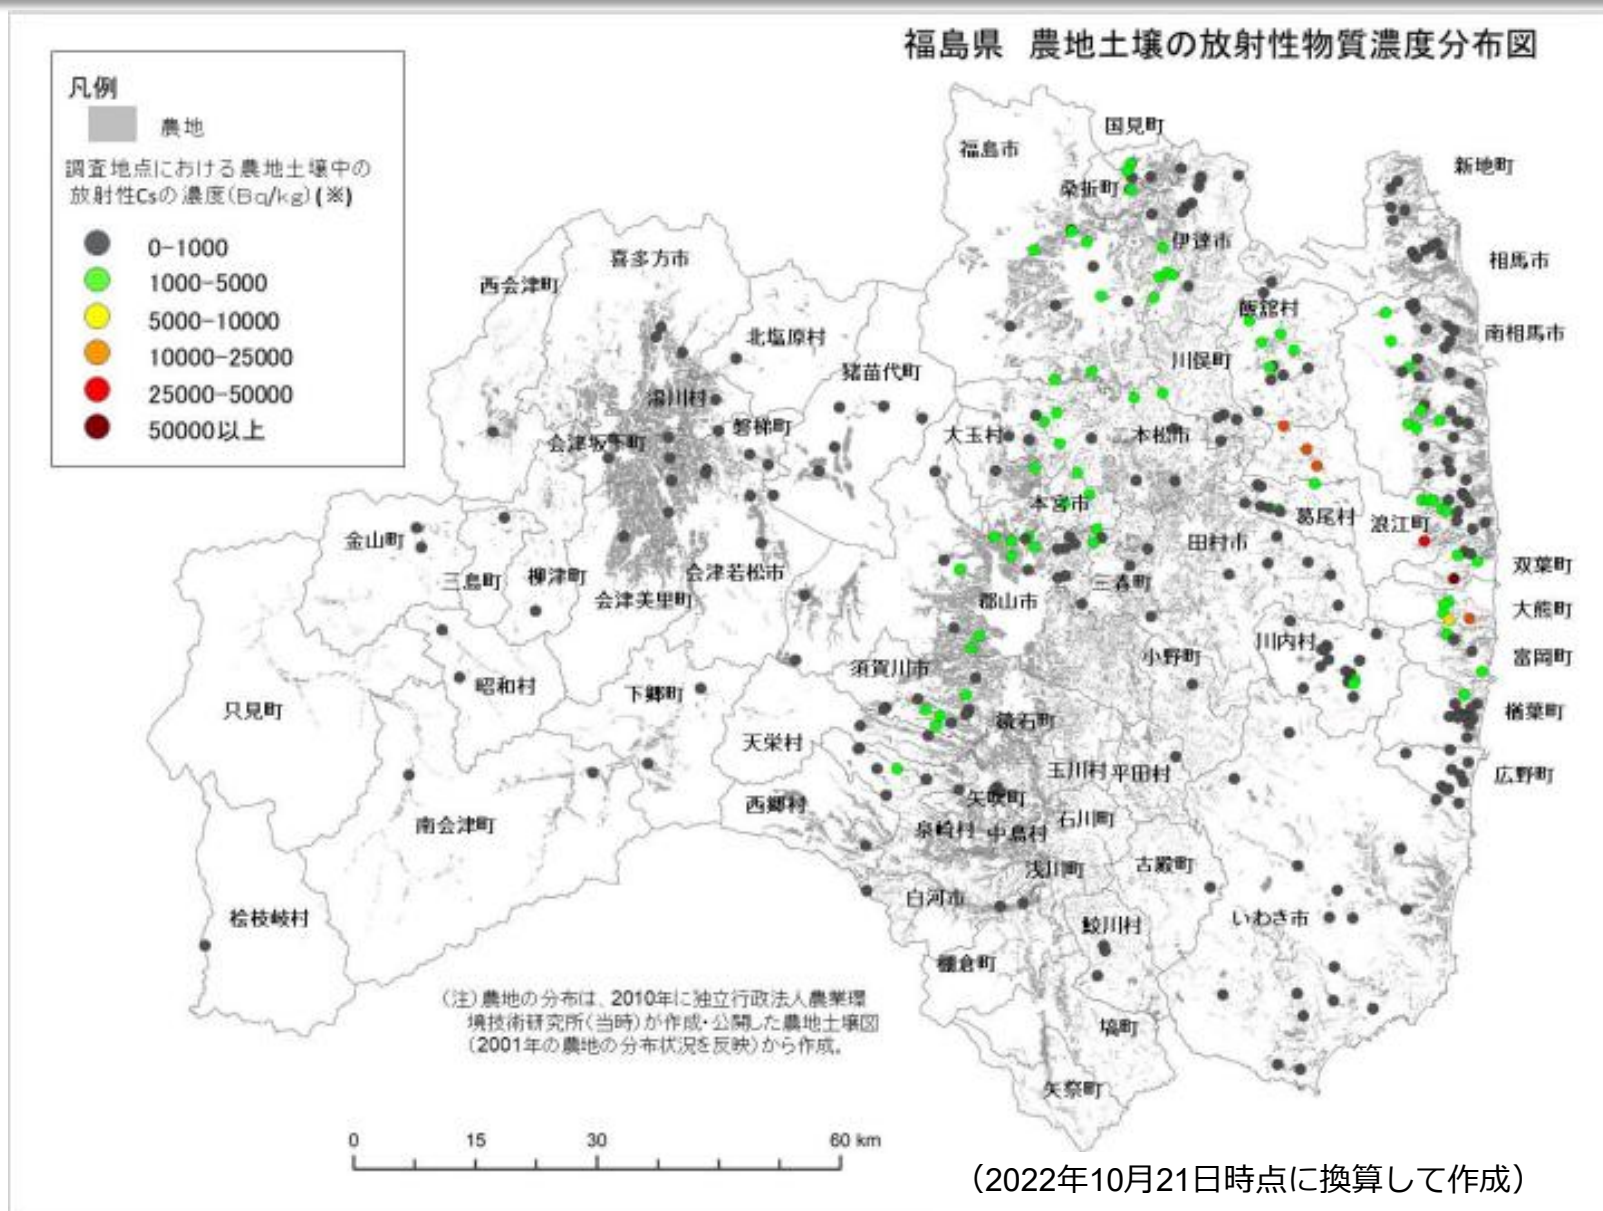 福島県 農地土壌の放射性物質濃度分布図
凡例
農地
調査地点における農地土壌中の
放射性Csの濃度(Bq/kg)(※)
0-1000
1000-5000
5000-10000
10000-25000
25000-50000
50000以上
国見町
福島市
新地町
桑折町
伊達市
喜多方市
相馬市
西会津町
飯舘村
北塩原村
南相馬市
川俣町
猪苗代町
湯川村
磐梯町
大玉村
本松市
会津坂下町
本宮市
葛尾村
浪江町
金山町
田村市
双葉町
三島町
柳津町
会津若松市
三春町
会津美里町
郡山市
大熊町
川内村
小野町
富岡町
須賀川市
昭和村
下郷町
只見町
楢葉町
鏡石町
天栄村
玉川村
平田村
広野町
西郷村
矢吹町
南会津町
泉崎村
中島村
石川町
浅川町
古殿町
白河市
桧枝岐村
いわき市
鮫川村
棚倉町
(注)農地の分布は、2010年に独立行政法人農業環
境技術研究所(当時)が作成・公開した農地土壌図
(2001年の農地の分布状況を反映)から作成。
塙町
矢祭町
0 15 30 60 km
(2022年10月21日時点に換算して作成)